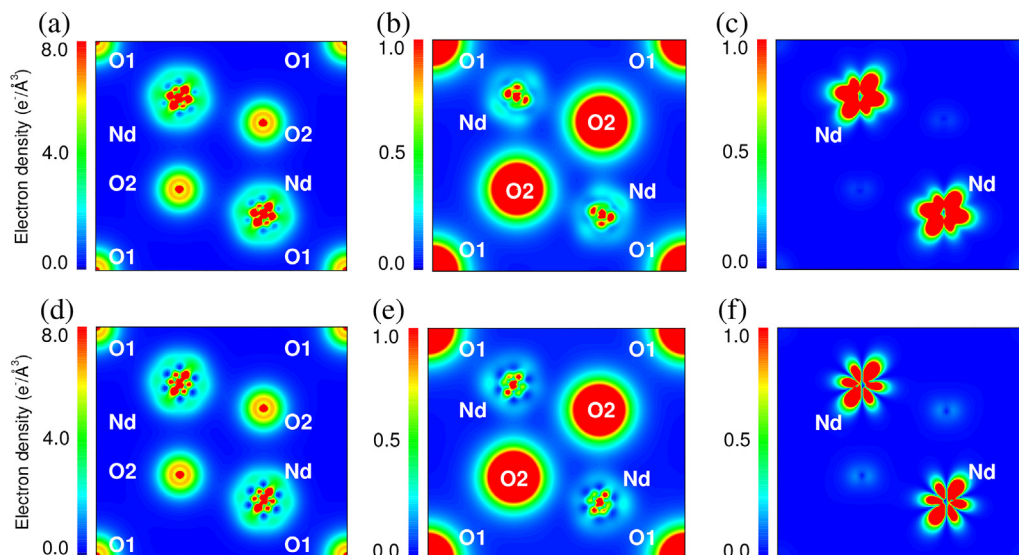 (a) (b) (c)
8.0 1.0 1.0
O1 O1 O1 O1
Nd Nd O2 Nd
4.0 O2 0.5 0.5
O2 Nd O2 Nd Nd
O1 O1 O1 O1
0.0 0.0 0.0
Electron density (e⁻/Å³)
(d) (e) (f)
8.0 1.0 1.0
O1 O1 O1 O1
Nd O2 Nd O2 Nd
4.0 0.5 0.5
O2 Nd O2 Nd Nd
O1 O1 O1 O1
0.0 0.0 0.0
Electron density (e⁻/Å³)